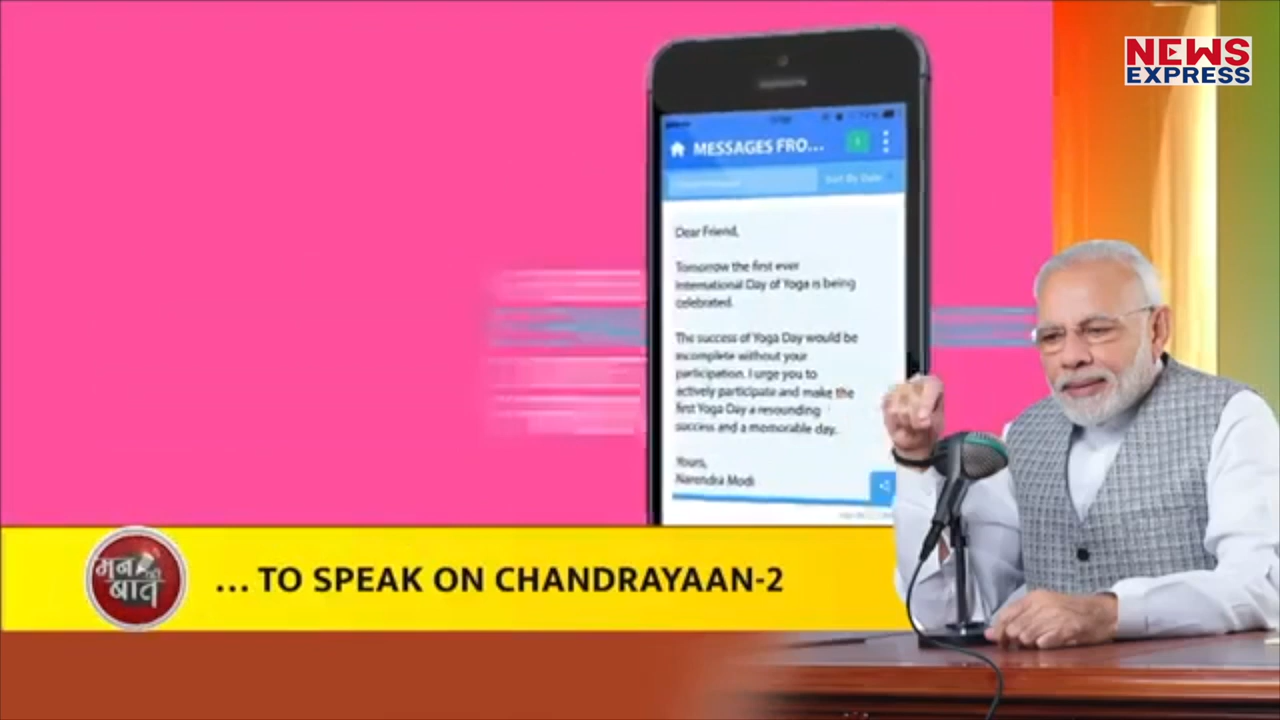 NEWS
EXPRESS
MESSAGES FRO...
1
Sort By Date
Dear Friend,
Tomorrow the first ever
International Day of Yoga is being
celebrated.
The success of Yoga Day would be
incomplete without your
participation. I urge you to
actively participate and make the
first Yoga Day a resounding
success and a memorable day.
Yours,
Narendra Modi
मन की
बात
... TO SPEAK ON CHANDRAYAAN-2